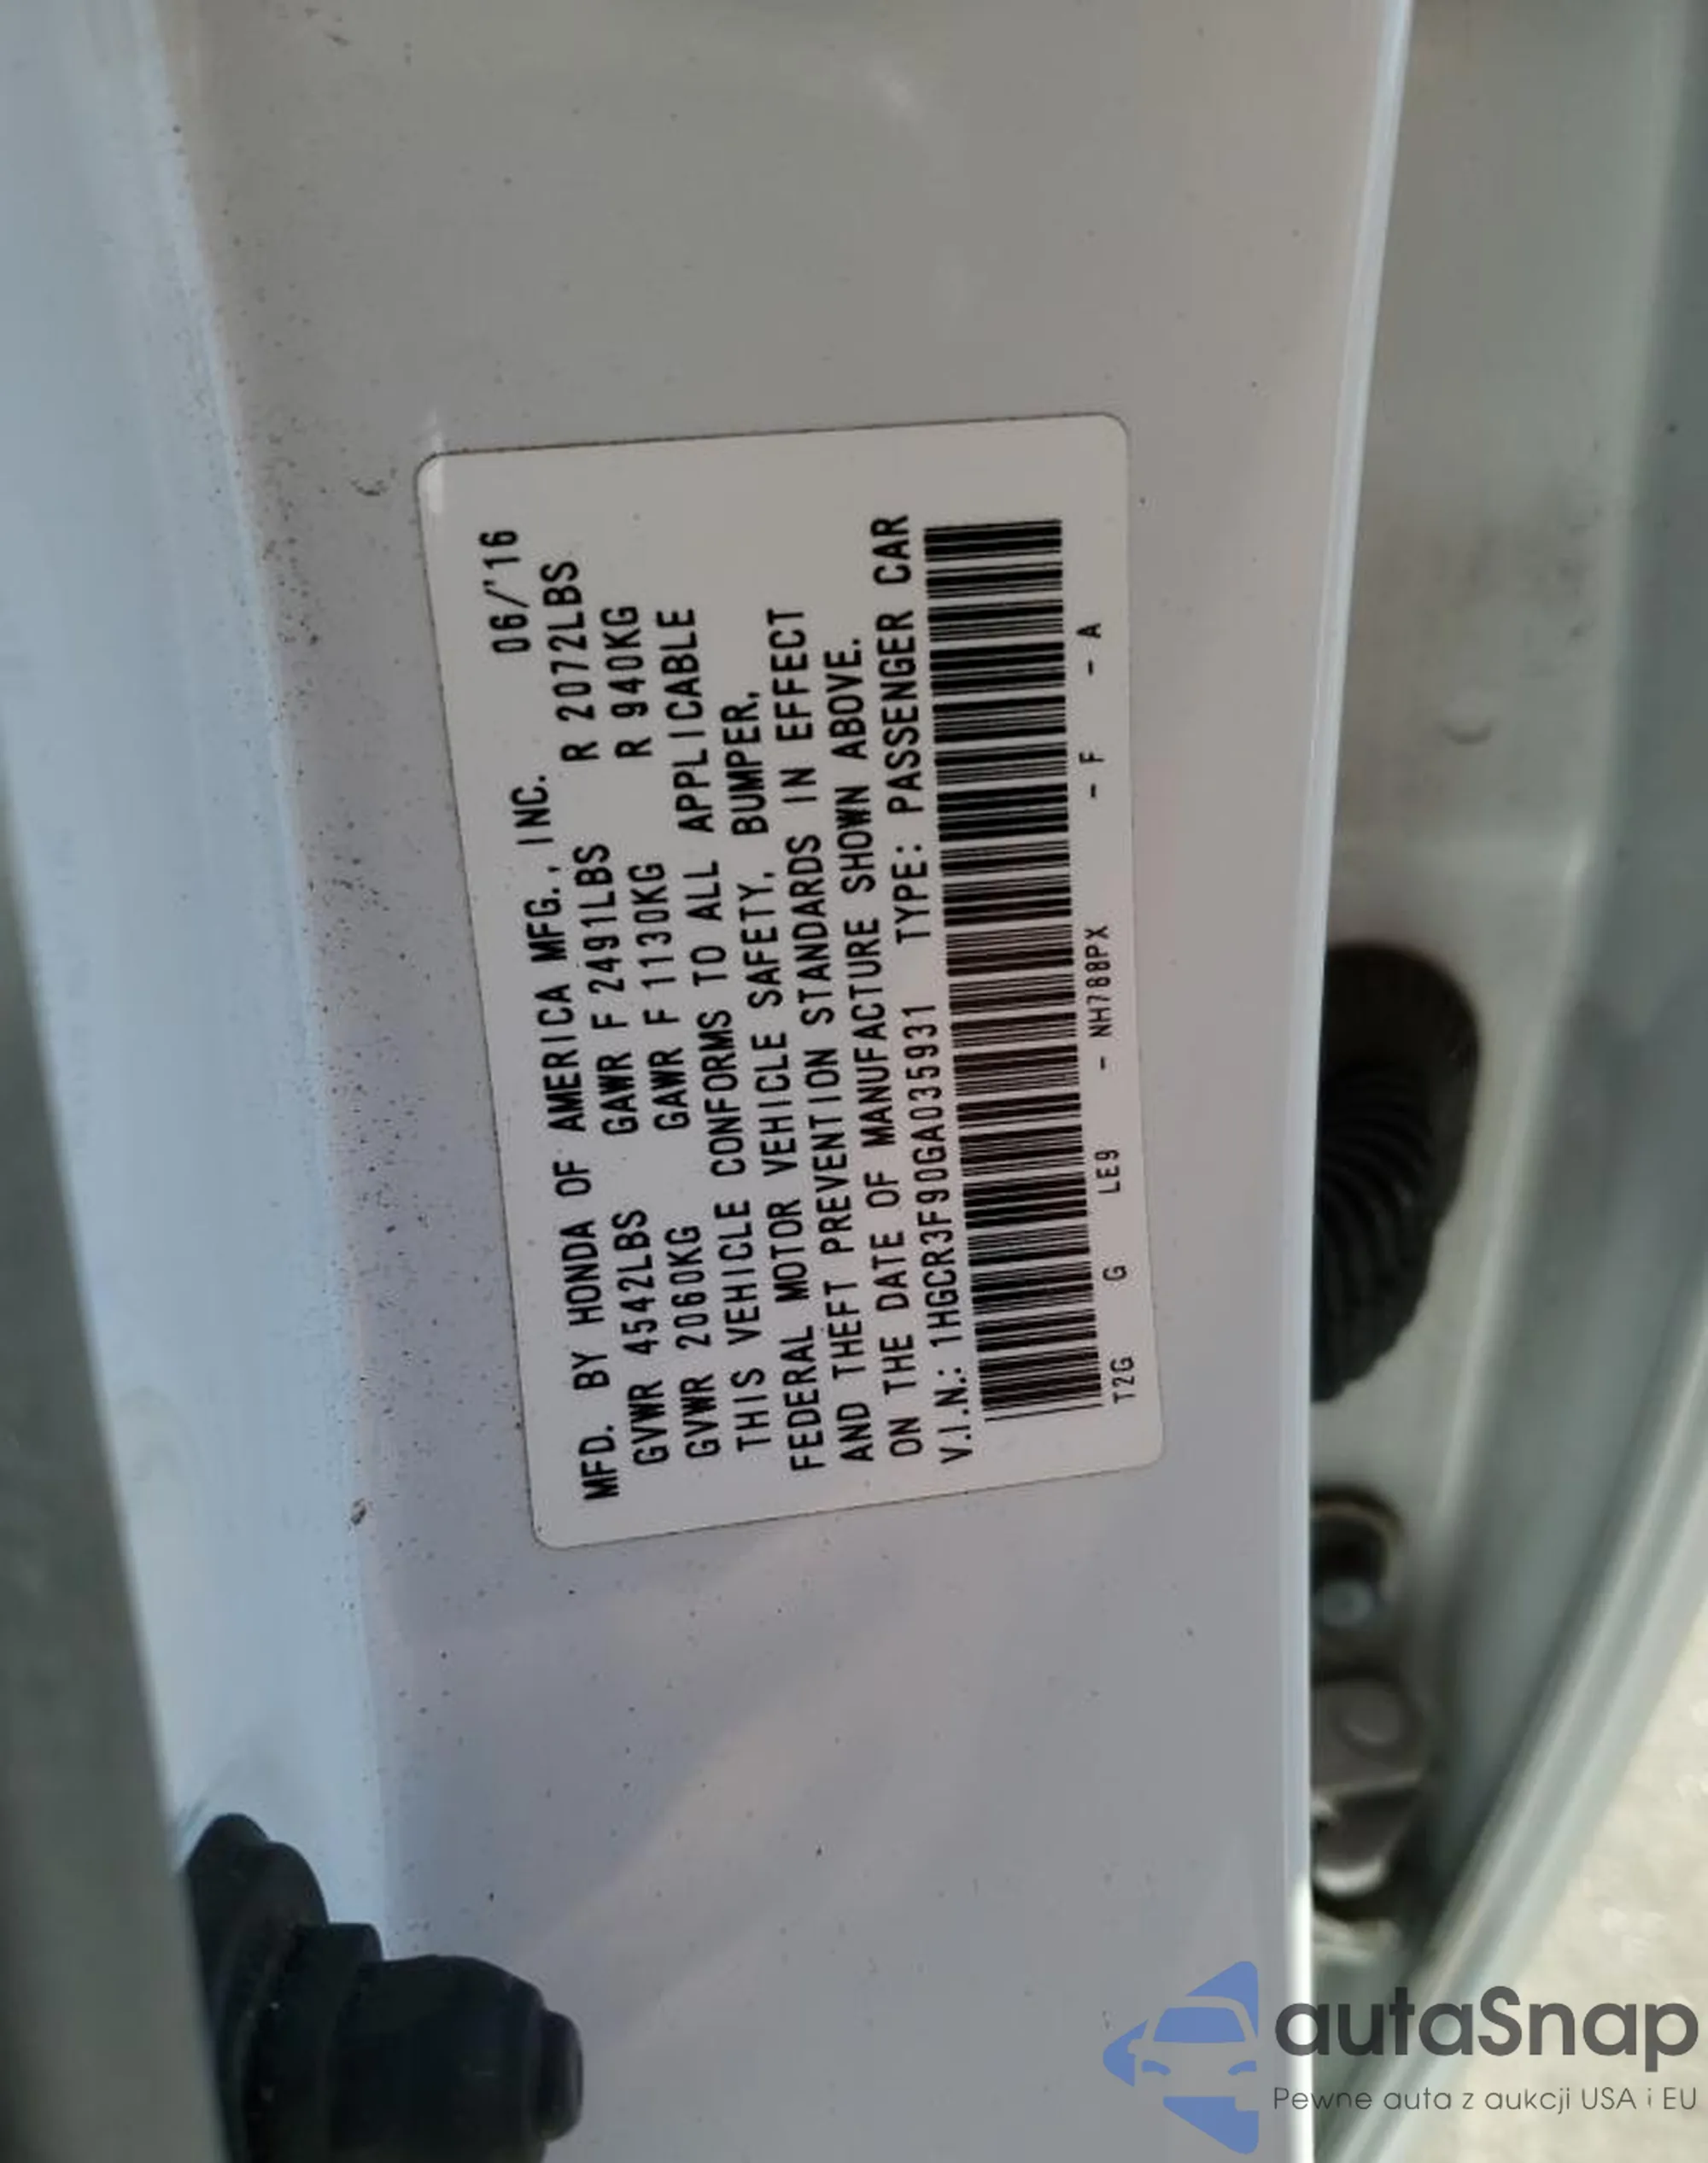 MFD. BY HONDA OF AMERICA MFG., INC. 06/'16
GVWR 4542LBS GAWR F 2491LBS R 2072LBS
GVWR 2060KG GAWR F 1130KG R 940KG
THIS VEHICLE CONFORMS TO ALL APPLICABLE
FEDERAL MOTOR VEHICLE SAFETY, BUMPER,
AND THEFT PREVENTION STANDARDS IN EFFECT
ON THE DATE OF MANUFACTURE SHOWN ABOVE.
V.I.N.: 1HGCR3F90GA035931 TYPE: PASSENGER CAR
T2G G LE9 - NH788PX - F - A
autaSnap
Pewne auta z aukcji USA i EU